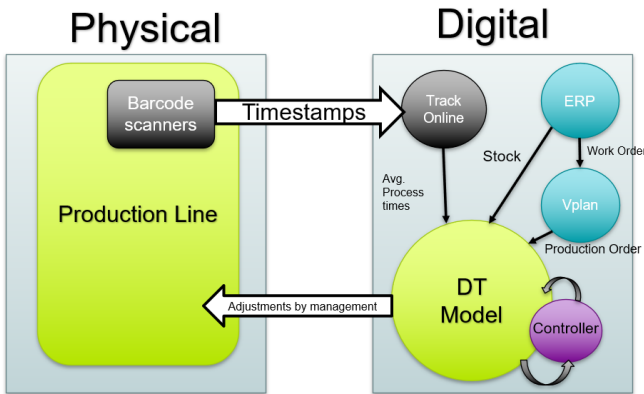 Physical
Digital
Barcode
scanners
Timestamps
Track
Online
ERP
Stock
Work Order
Avg.
Process
times
Vplan
Production Line
Production Order
DT
Model
Adjustments by management
Controller